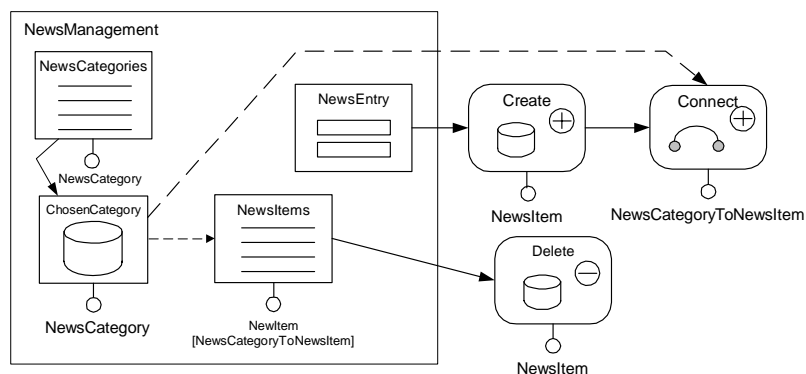 NewsManagement
NewsCategories
NewsCategory
ChosenCategory
NewsCategory
NewsItems
NewItem
[NewsCategoryToNewsItem]
NewsEntry
Create
NewsItem
Connect
NewsCategoryToNewsItem
Delete
NewsItem